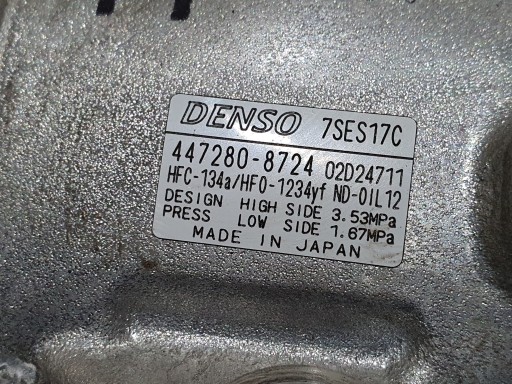 DENSO 7SES17C
447280-8724 02D24711
HFC-134a/HFO-1234yf ND-OIL12
DESIGN HIGH SIDE 3.53MPa
PRESS LOW SIDE 1.67MPa
MADE IN JAPAN